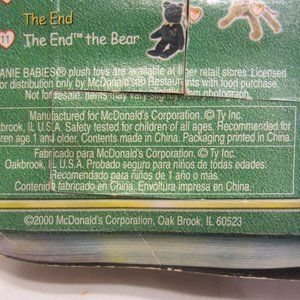 The End
11 The End™ the Bear
ANIE BABIES® plush toys are available at other retail stores. Licensed
for distribution only by McDonald's Restaurants with food purchase.
Not for resale. Items may vary slightly from that
Manufactured for McDonald's Corporation. © Ty Inc.
brook, IL U.S.A. Safety tested for children of all ages. Recommended for
ildren age 1 and older. Contents made in China. Packaging printed in China.
Fabricado para McDonald's Corporation. © Ty Inc.
Oakbrook, IL U.S.A. Probado seguro para niños de todas edades.
Recomendado para niños de 1 año o más.
Contenido fabricado en China. Envoltura impresa en China.
©2000 McDonald's Corporation, Oak Brook, IL 60523